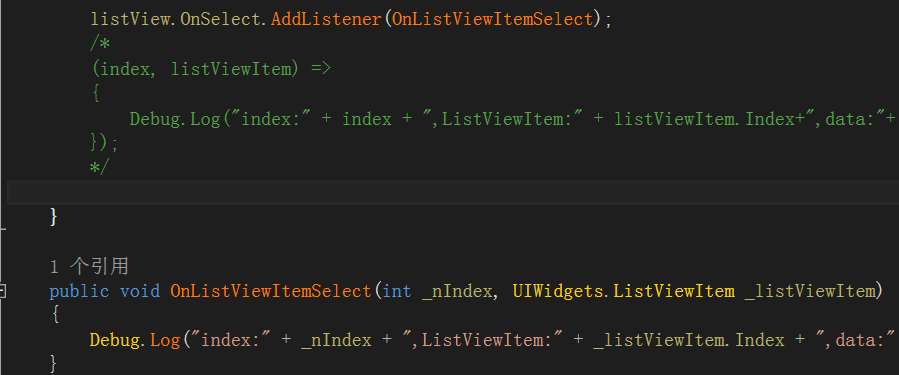 listView.OnSelect.AddListener(OnListViewItemSelect);
/*
(index, listViewItem) =>
{
Debug.Log("index:" + index + ",ListViewItem:" + listViewItem.Index+",data:"+
});
*/
}
1 个引用
public void OnListViewItemSelect(int _nIndex, UIWidgets.ListViewItem _listViewItem)
{
Debug.Log("index:" + _nIndex + ",ListViewItem:" + _listViewItem.Index + ",data:"
}